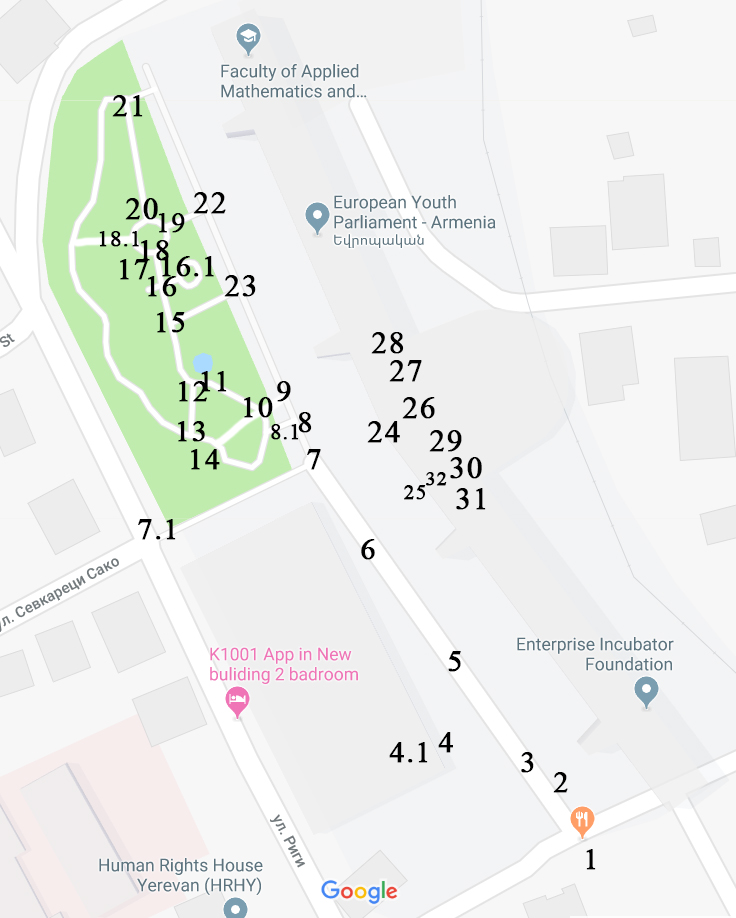 Faculty of Applied
Mathematics and...
21
European Youth
Parliament - Armenia
Եվրոպական
22
20
19
18.1
18
17
16.1
16
23
15
St
28
27
11
12
9
10
26
8
8.1
24
13
29
14
7
30
32
25
31
7.1
6
ул. Севкареци Сако
K1001 App in New
buliding 2 badroom
Enterprise Incubator
Foundation
5
4
4.1
3
2
ул. Риги
1
Human Rights House
Yerevan (HRHY)
Google